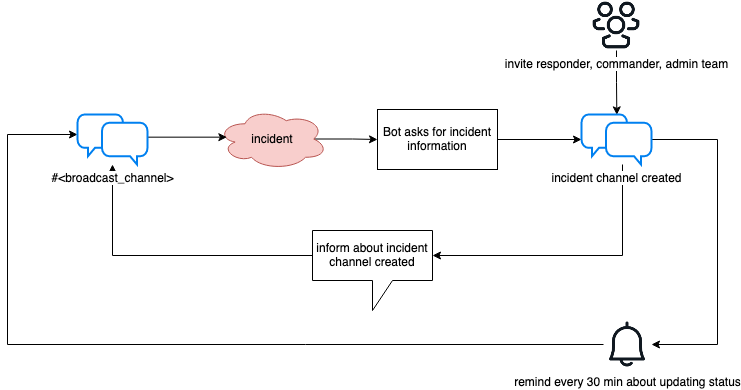 invite responder, commander, admin team
incident
Bot asks for incident
information
#<broadcast_channel>
incident channel created
inform about incident
channel created
remind every 30 min about updating status